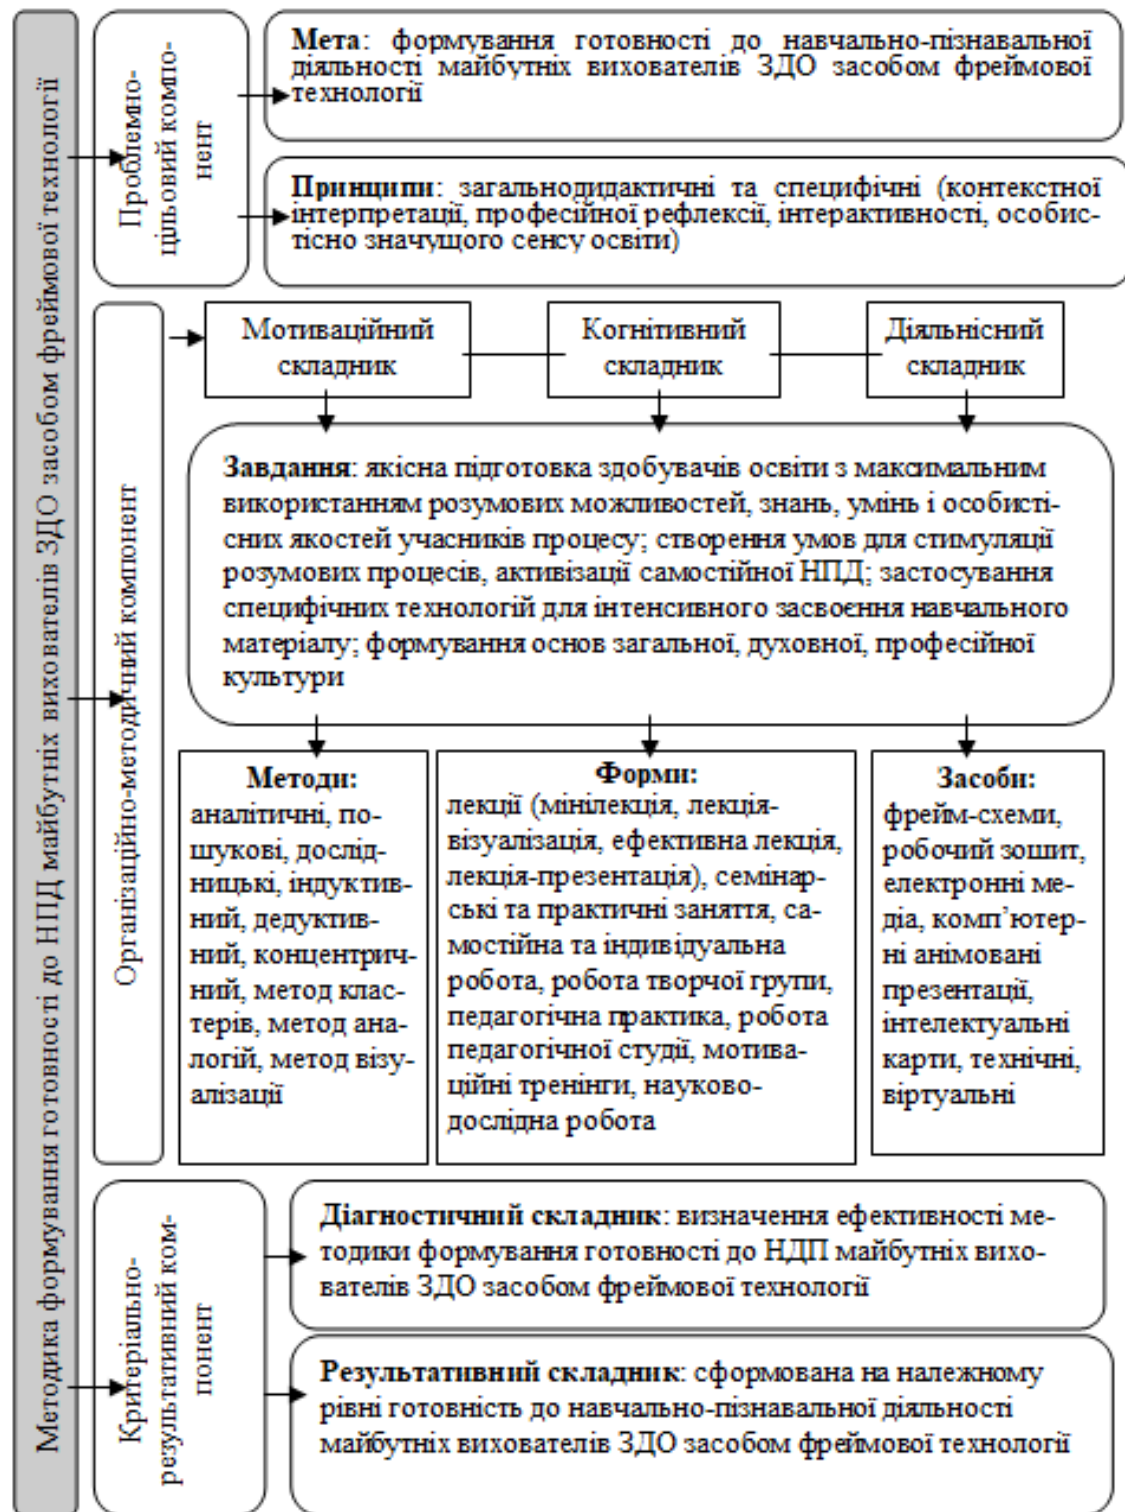 Методика формування готовності до НПД майбутніх вихователів ЗДО засобом фреймової технології
Проблемно-
цільовий компо-
нент
Мета: формування готовності до навчально-пізнавальної
діяльності майбутніх вихователів ЗДО засобом фреймової
технології
Принципи: загальнодидактичні та специфічні (контекстної
інтерпретації, професійної рефлексії, інтерактивності, особис-
тісно значущого сенсу освіти)
Організаційно-методичний компонент
Мотиваційний
складник
Когнітивний
складник
Діяльнісний
складник
Завдання: якісна підготовка здобувачів освіти з максимальним
використанням розумових можливостей, знань, умінь і особисті-
сних якостей учасників процесу; створення умов для стимуляції
розумових процесів, активізації самостійної НПД; застосування
специфічних технологій для інтенсивного засвоєння навчального
матеріалу; формування основ загальної, духовної, професійної
культури
Методи:
аналітичні, по-
шукові, дослід-
ницькі, індуктив-
ний, дедуктив-
ний, концентрич-
ний, метод клас-
терів, метод ана-
логій, метод візу-
алізації
Форми:
лекції (мінілекція, лекція-
візуалізація, ефективна лекція,
лекція-презентація), семінар-
ські та практичні заняття, са-
мостійна та індивідуальна
робота, робота творчої групи,
педагогічна практика, робота
педагогічної студії, мотива-
ційні тренінги, науково-
дослідна робота
Засоби:
фрейм-схеми,
робочий зошит,
електронні ме-
діа, комп’ютер-
ні анімовані
презентації,
інтелектуальні
карти, технічні,
віртуальні
Критеріально-
результативний ком-
понент
Діагностичний складник: визначення ефективності ме-
тодики формування готовності до НДП майбутніх вихо-
вателів ЗДО засобом фреймової технології
Результативний складник: сформована на належному
рівні готовність до навчально-пізнавальної діяльності
майбутніх вихователів ЗДО засобом фреймової технології